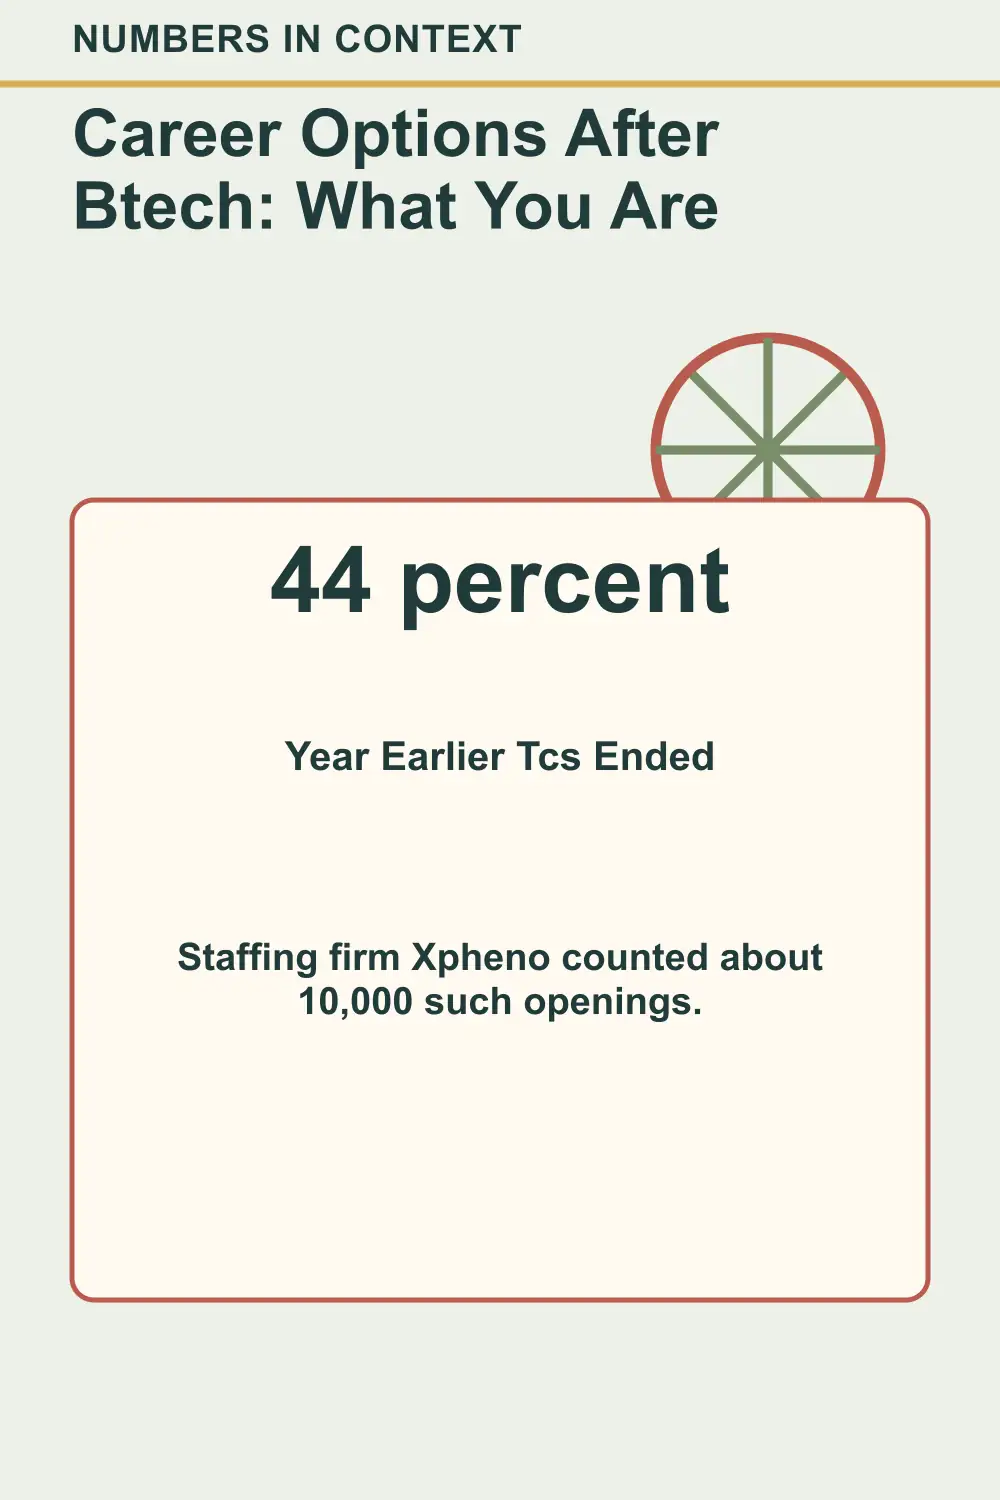 NUMBERS IN CONTEXT
Career Options After
Btech: What You Are
44 percent
Year Earlier Tcs Ended
Staffing firm Xpheno counted about
10,000 such openings.